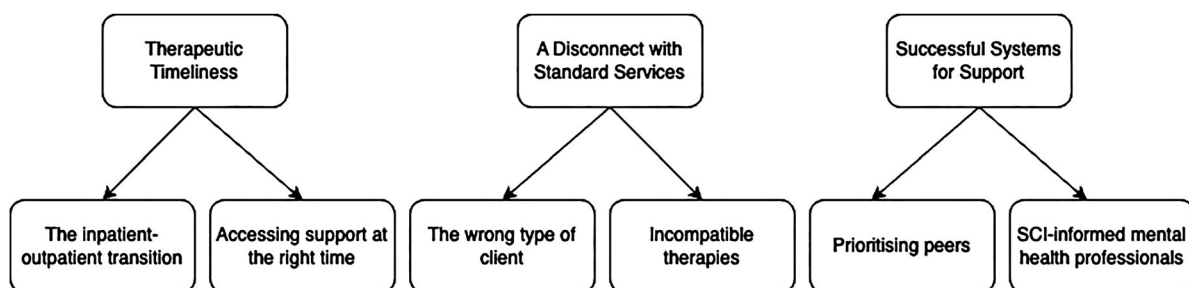 Therapeutic
Timeliness
A Disconnect with
Standard Services
Successful Systems
for Support
The inpatient-
outpatient transition
Accessing support at
the right time
The wrong type of
client
Incompatible
therapies
Prioritising peers
SCI-informed mental
health professionals